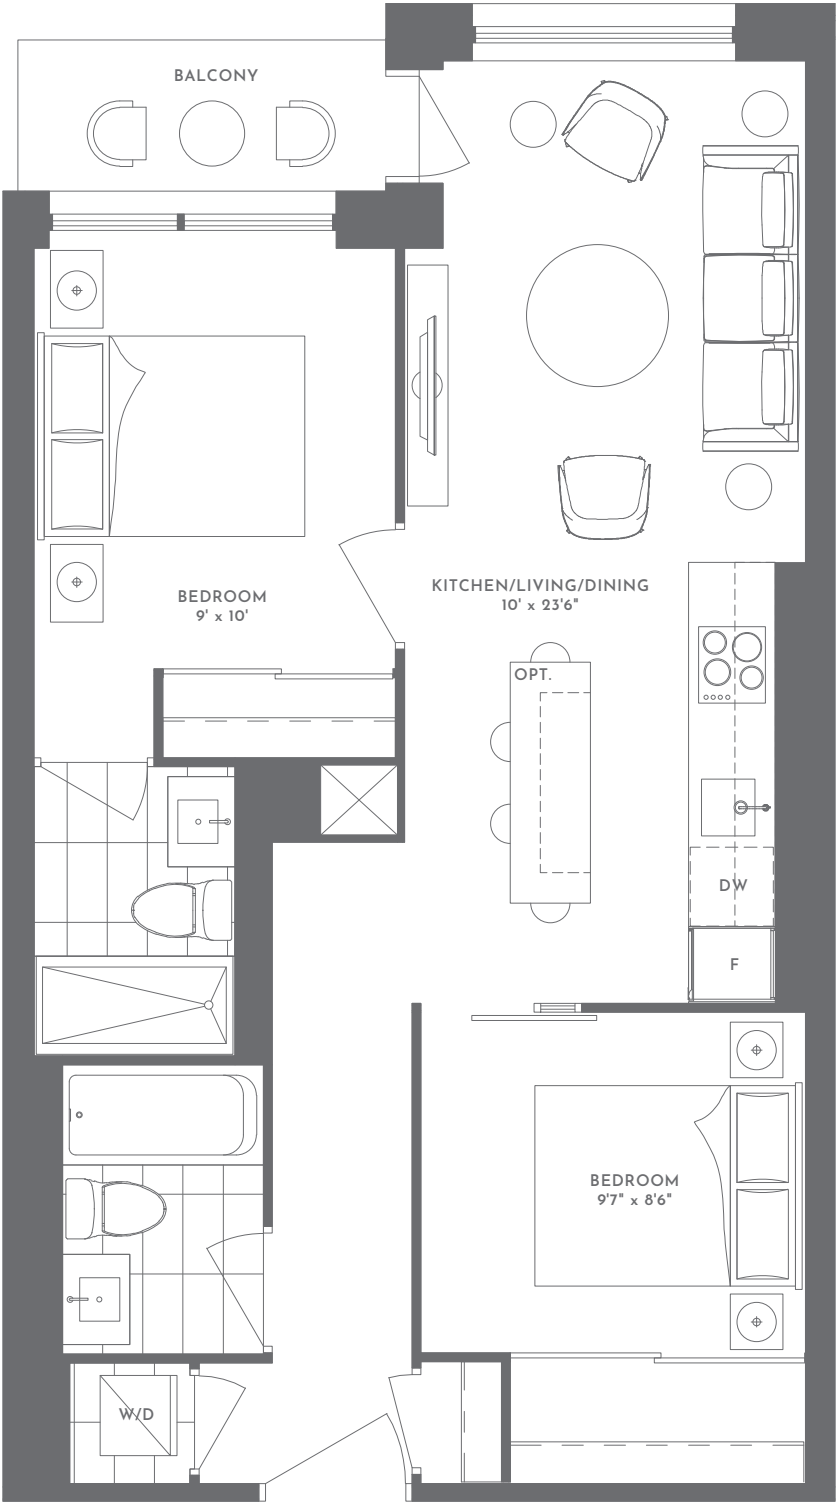 BALCONY
BEDROOM
9' x 10'
KITCHEN/LIVING/DINING
10' x 23'6"
OPT.
DW
F
BEDROOM
9'7" x 8'6"
W/D